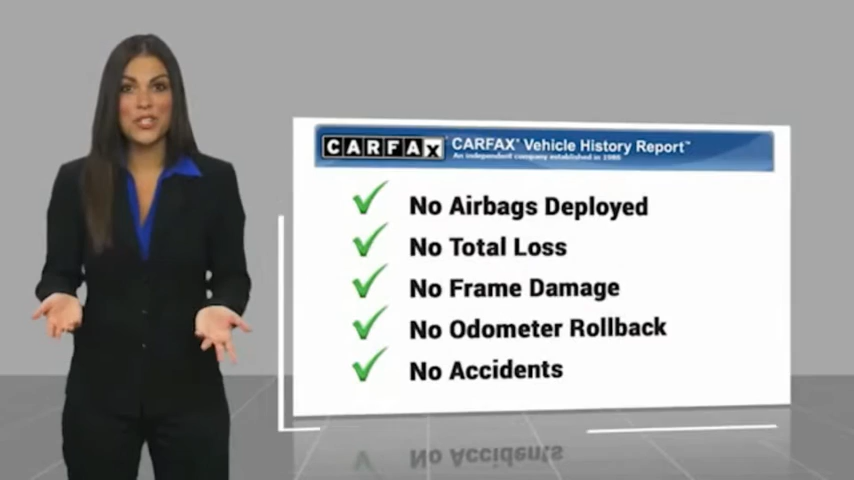 CARFAX CARFAX® Vehicle History Report™
An independent company established in 1986
No Airbags Deployed
No Total Loss
No Frame Damage
No Odometer Rollback
No Accidents
No Accidents